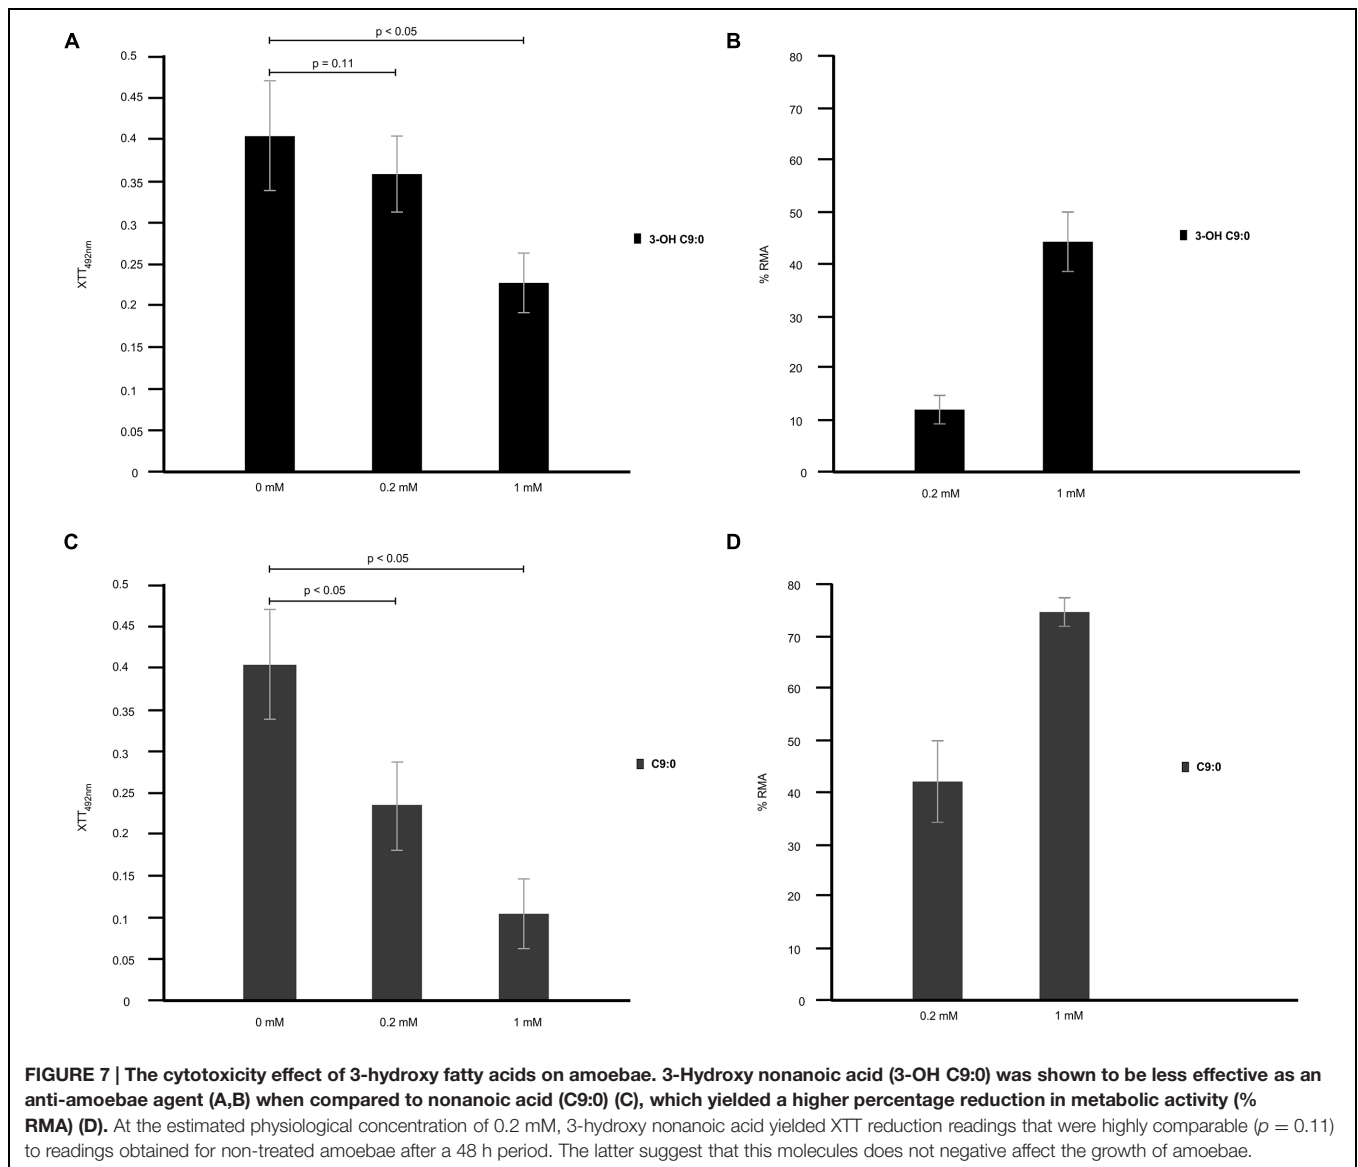 A
p < 0.05
p = 0.11
0.5
0.45
0.4
0.35
0.3
0.25
0.2
0.15
0.1
0.05
0
XTT492nm
0 mM
0.2 mM
1 mM
3-OH C9:0
B
80
70
60
50
40
30
20
10
0
% RMA
0.2 mM
1 mM
3-OH C9:0
C
p < 0.05
p < 0.05
0.5
0.45
0.4
0.35
0.3
0.25
0.2
0.15
0.1
0.05
0
XTT492nm
0 mM
0.2 mM
1 mM
C9:0
D
80
70
60
50
40
30
20
10
0
% RMA
0.2 mM
1 mM
C9:0
FIGURE 7 | The cytotoxicity effect of 3-hydroxy fatty acids on amoebae. 3-Hydroxy nonanoic acid (3-OH C9:0) was shown to be less effective as an
anti-amoebae agent (A,B) when compared to nonanoic acid (C9:0) (C), which yielded a higher percentage reduction in metabolic activity (%
RMA) (D). At the estimated physiological concentration of 0.2 mM, 3-hydroxy nonanoic acid yielded XTT reduction readings that were highly comparable (p = 0.11)
to readings obtained for non-treated amoebae after a 48 h period. The latter suggest that this molecules does not negative affect the growth of amoebae.